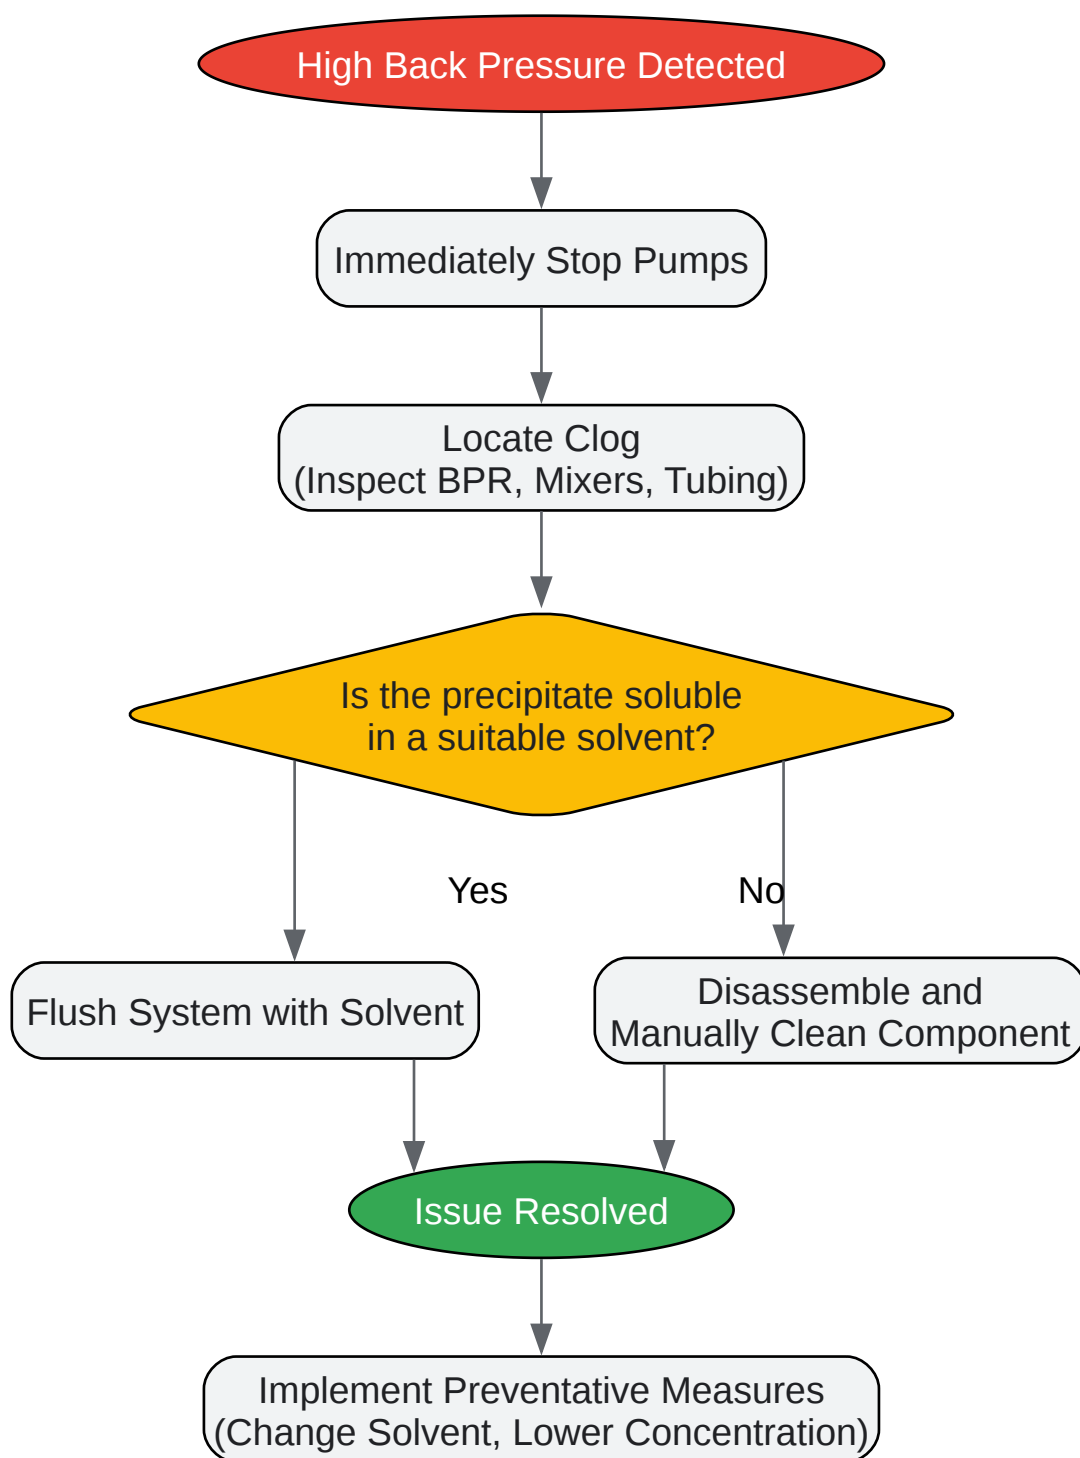 High Back Pressure Detected
Immediately Stop Pumps
Locate Clog
(Inspect BPR, Mixers, Tubing)
Is the precipitate soluble
in a suitable solvent?
Yes
No
Flush System with Solvent
Disassemble and
Manually Clean Component
Issue Resolved
Implement Preventative Measures
(Change Solvent, Lower Concentration)